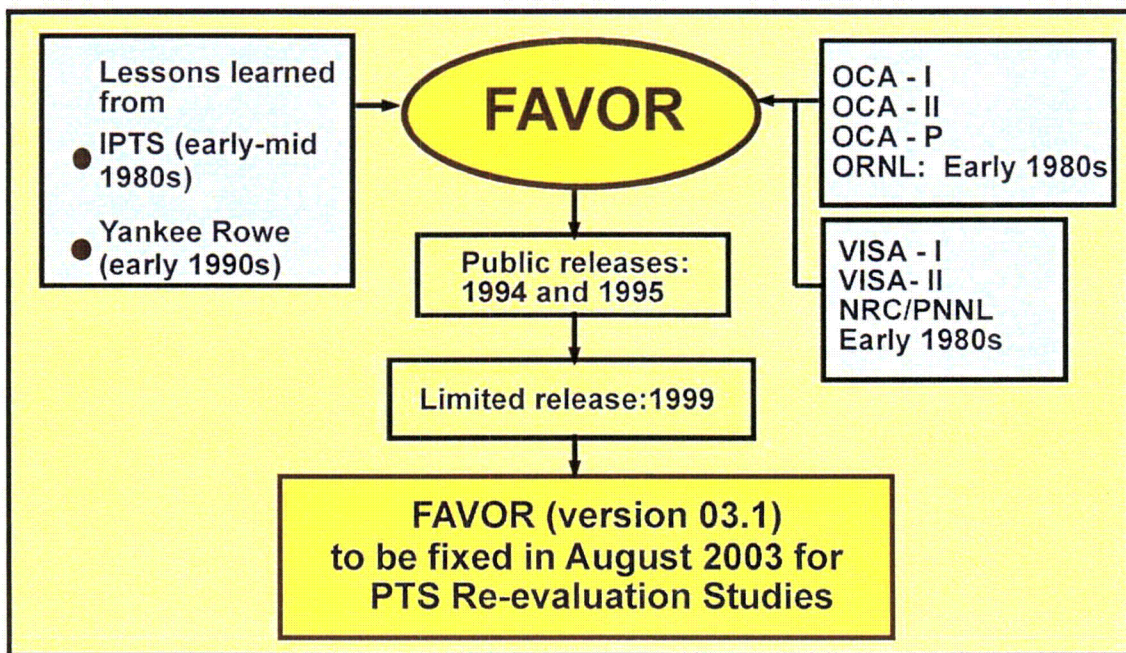 Lessons learned
from
● IPTS (early-mid
1980s)
● Yankee Rowe
(early 1990s)
FAVOR
OCA - I
OCA - II
OCA - P
ORNL: Early 1980s
VISA - I
VISA- II
NRC/PNNL
Early 1980s
Public releases:
1994 and 1995
Limited release:1999
FAVOR (version 03.1)
to be fixed in August 2003 for
PTS Re-evaluation Studies